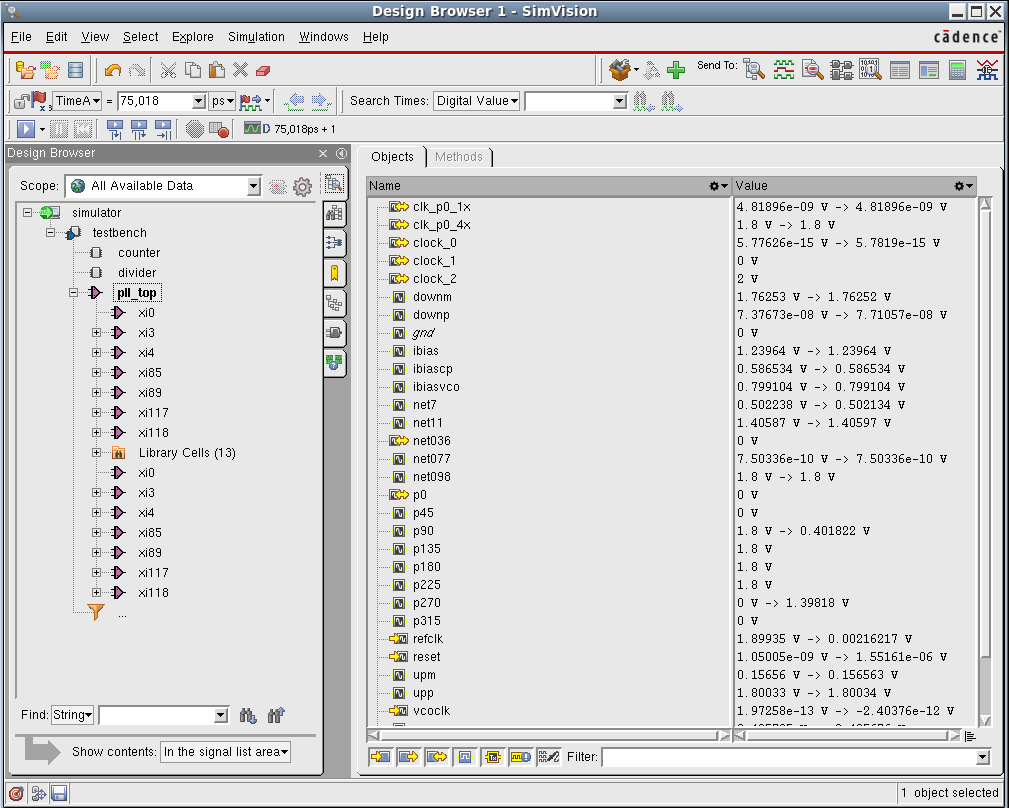 Design Browser 1 - SimVision
File Edit View Select Explore Simulation Windows Help
cādence
Send To:
TimeA = 75,018 ps Search Times: Digital Value
75,018ps + 1
Design Browser
Scope: All Available Data
simulator
testbench
counter
divider
pll_top
xi0
xi3
xi4
xi85
xi89
xi117
xi118
Library Cells (13)
xi0
xi3
xi4
xi85
xi89
xi117
xi118
...
Find: String
Show contents: In the signal list area
Objects Methods
Name Value
clk_p0_1x 4.81896e-09 V -> 4.81896e-09 V
clk_p0_4x 1.8 V -> 1.8 V
clock_0 5.77626e-15 V -> 5.7819e-15 V
clock_1 0 V
clock_2 2 V
downm 1.76253 V -> 1.76252 V
downp 7.37673e-08 V -> 7.71057e-08 V
gnd 0 V
ibias 1.23964 V -> 1.23964 V
ibiascp 0.586534 V -> 0.586534 V
ibiasvco 0.799104 V -> 0.799104 V
net7 0.502238 V -> 0.502134 V
net11 1.40587 V -> 1.40597 V
net036 0 V
net077 7.50336e-10 V -> 7.50336e-10 V
net098 1.8 V -> 1.8 V
p0 0 V
p45 0 V
p90 1.8 V -> 0.401822 V
p135 1.8 V
p180 1.8 V
p225 1.8 V
p270 0 V -> 1.39818 V
p315 0 V
refclk 1.89935 V -> 0.00216217 V
reset 1.05005e-09 V -> 1.55161e-06 V
upm 0.15656 V -> 0.156563 V
upp 1.80033 V -> 1.80034 V
vcoclk 1.97258e-13 V -> -2.40376e-12 V
Filter:
1 object selected